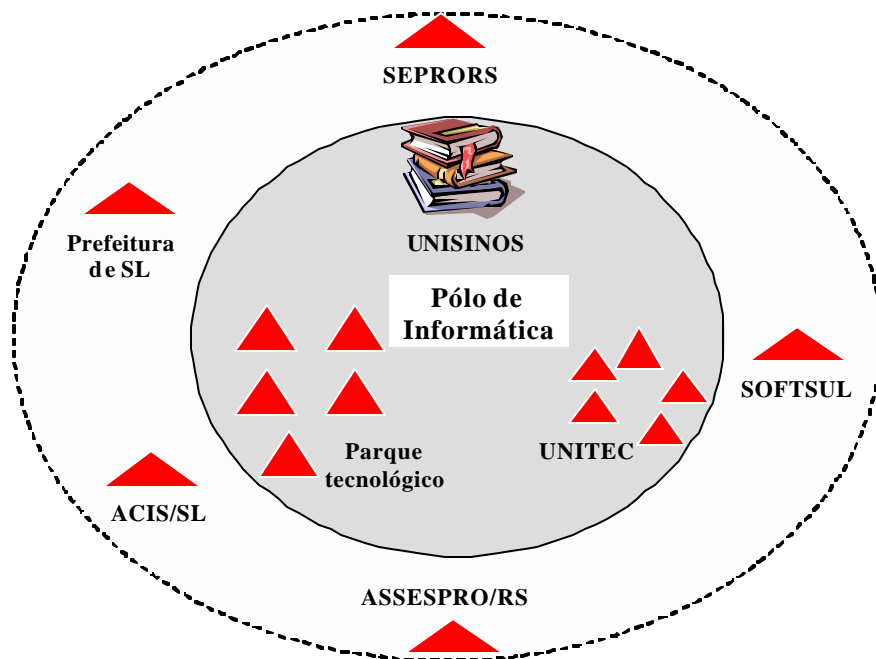 SEPRORS
UNISINOS
Prefeitura
de SL
Pólo de
Informática
SOFTSUL
Parque
tecnológico
UNITEC
ACIS/SL
ASSESPRO/RS